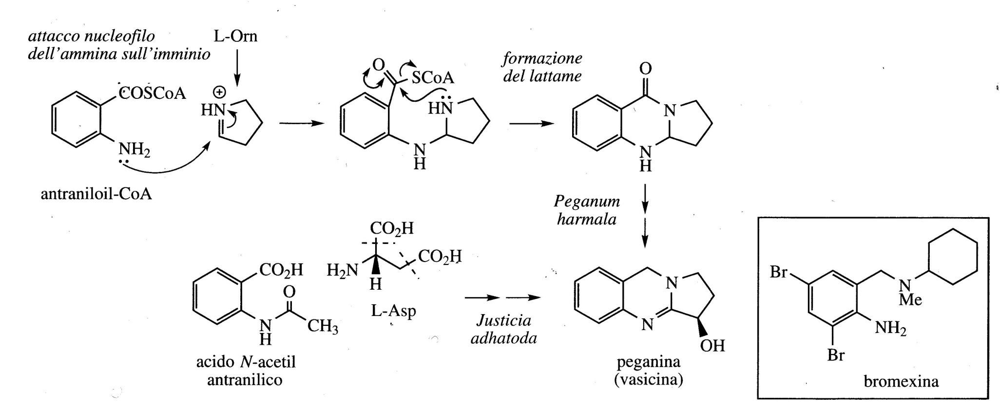 attacco nucleofilo
dell'ammina sull'imminio
L-Orn
COSCoA
NH₂
⊕
HN
antraniloil-CoA
O
SCoA
HN
N
H
formazione
del lattame
O
N
N
H
Peganum
harmala
CO₂H
O
N
H
CH₃
acido N-acetil
antranilico
CO₂H
CO₂H
H₂N
H
L-Asp
Justicia
adhatoda
N
N
OH
peganina
(vasicina)
Br
N
Me
NH₂
Br
bromexina